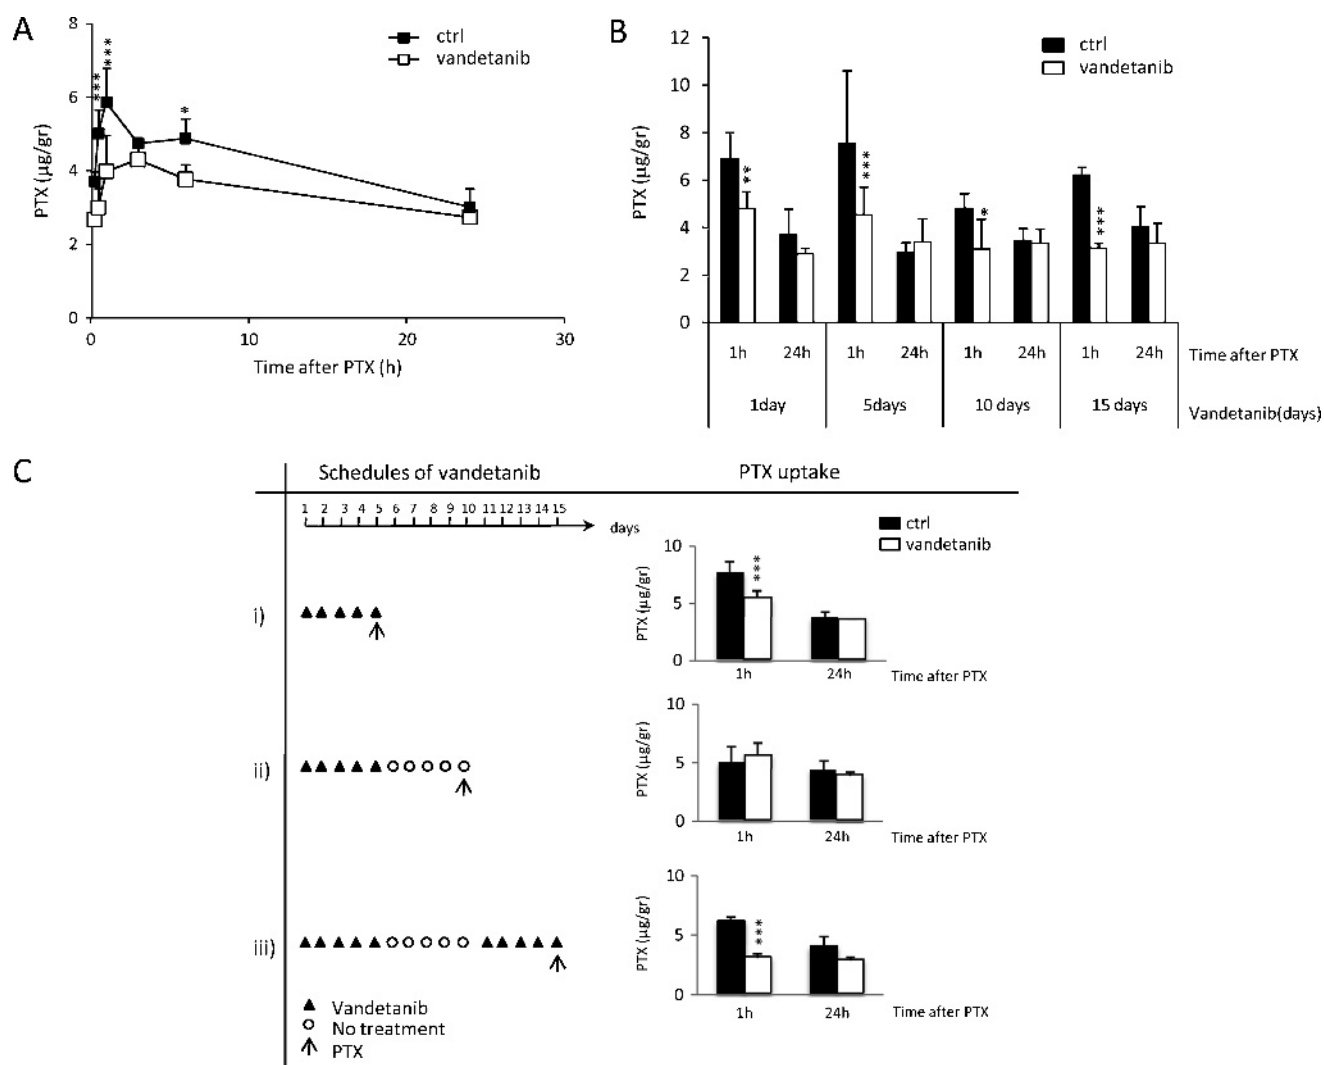 A
8
6
4
2
0
PTX (µg/gr)
***
***
*
ctrl
vandetanib
0 10 20 30
Time after PTX (h)
B
12
10
8
6
4
2
0
PTX (µg/gr)
ctrl
vandetanib
**
***
*
***
1h 24h 1h 24h 1h 24h 1h 24h Time after PTX
1day 5days 10 days 15 days Vandetanib(days)
C
Schedules of vandetanib PTX uptake
1 2 3 4 5 6 7 8 9 10 11 12 13 14 15
days
ctrl
vandetanib
i)
PTX (µg/gr)
10
5
0
***
1h 24h Time after PTX
ii)
PTX (µg/gr)
10
5
0
1h 24h Time after PTX
iii)
PTX (µg/gr)
10
5
0
***
1h 24h Time after PTX
Vandetanib
No treatment
PTX